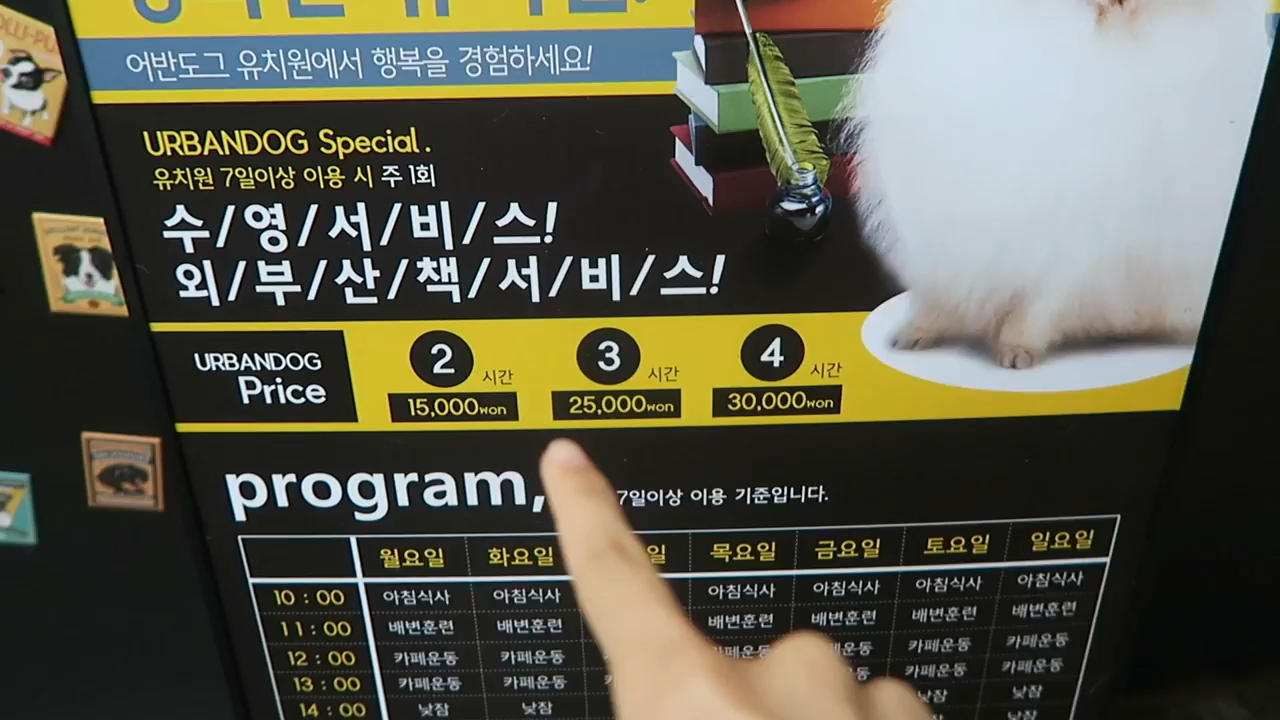 어반도그 유치원에서 행복을 경험하세요!
URBANDOG Special.
유치원 7일이상 이용 시 주 1회
수/영/서/비/스!
외/부/산/책/서/비/스!
URBANDOG Price
2시간 3시간 4시간
15,000won 25,000won 30,000won
program, 7일이상 이용 기준입니다.
월요일 화요일 목요일 금요일 토요일 일요일
10:00 아침식사 아침식사 아침식사 아침식사 아침식사 아침식사
11:00 배변훈련 배변훈련 배변훈련 배변훈련 배변훈련 배변훈련
12:00 카페운동 카페운동 카페운동 카페운동 카페운동
13:00 카페운동 카페운동 카페운동 카페운동
14:00 낮잠 낮잠 낮잠 낮잠